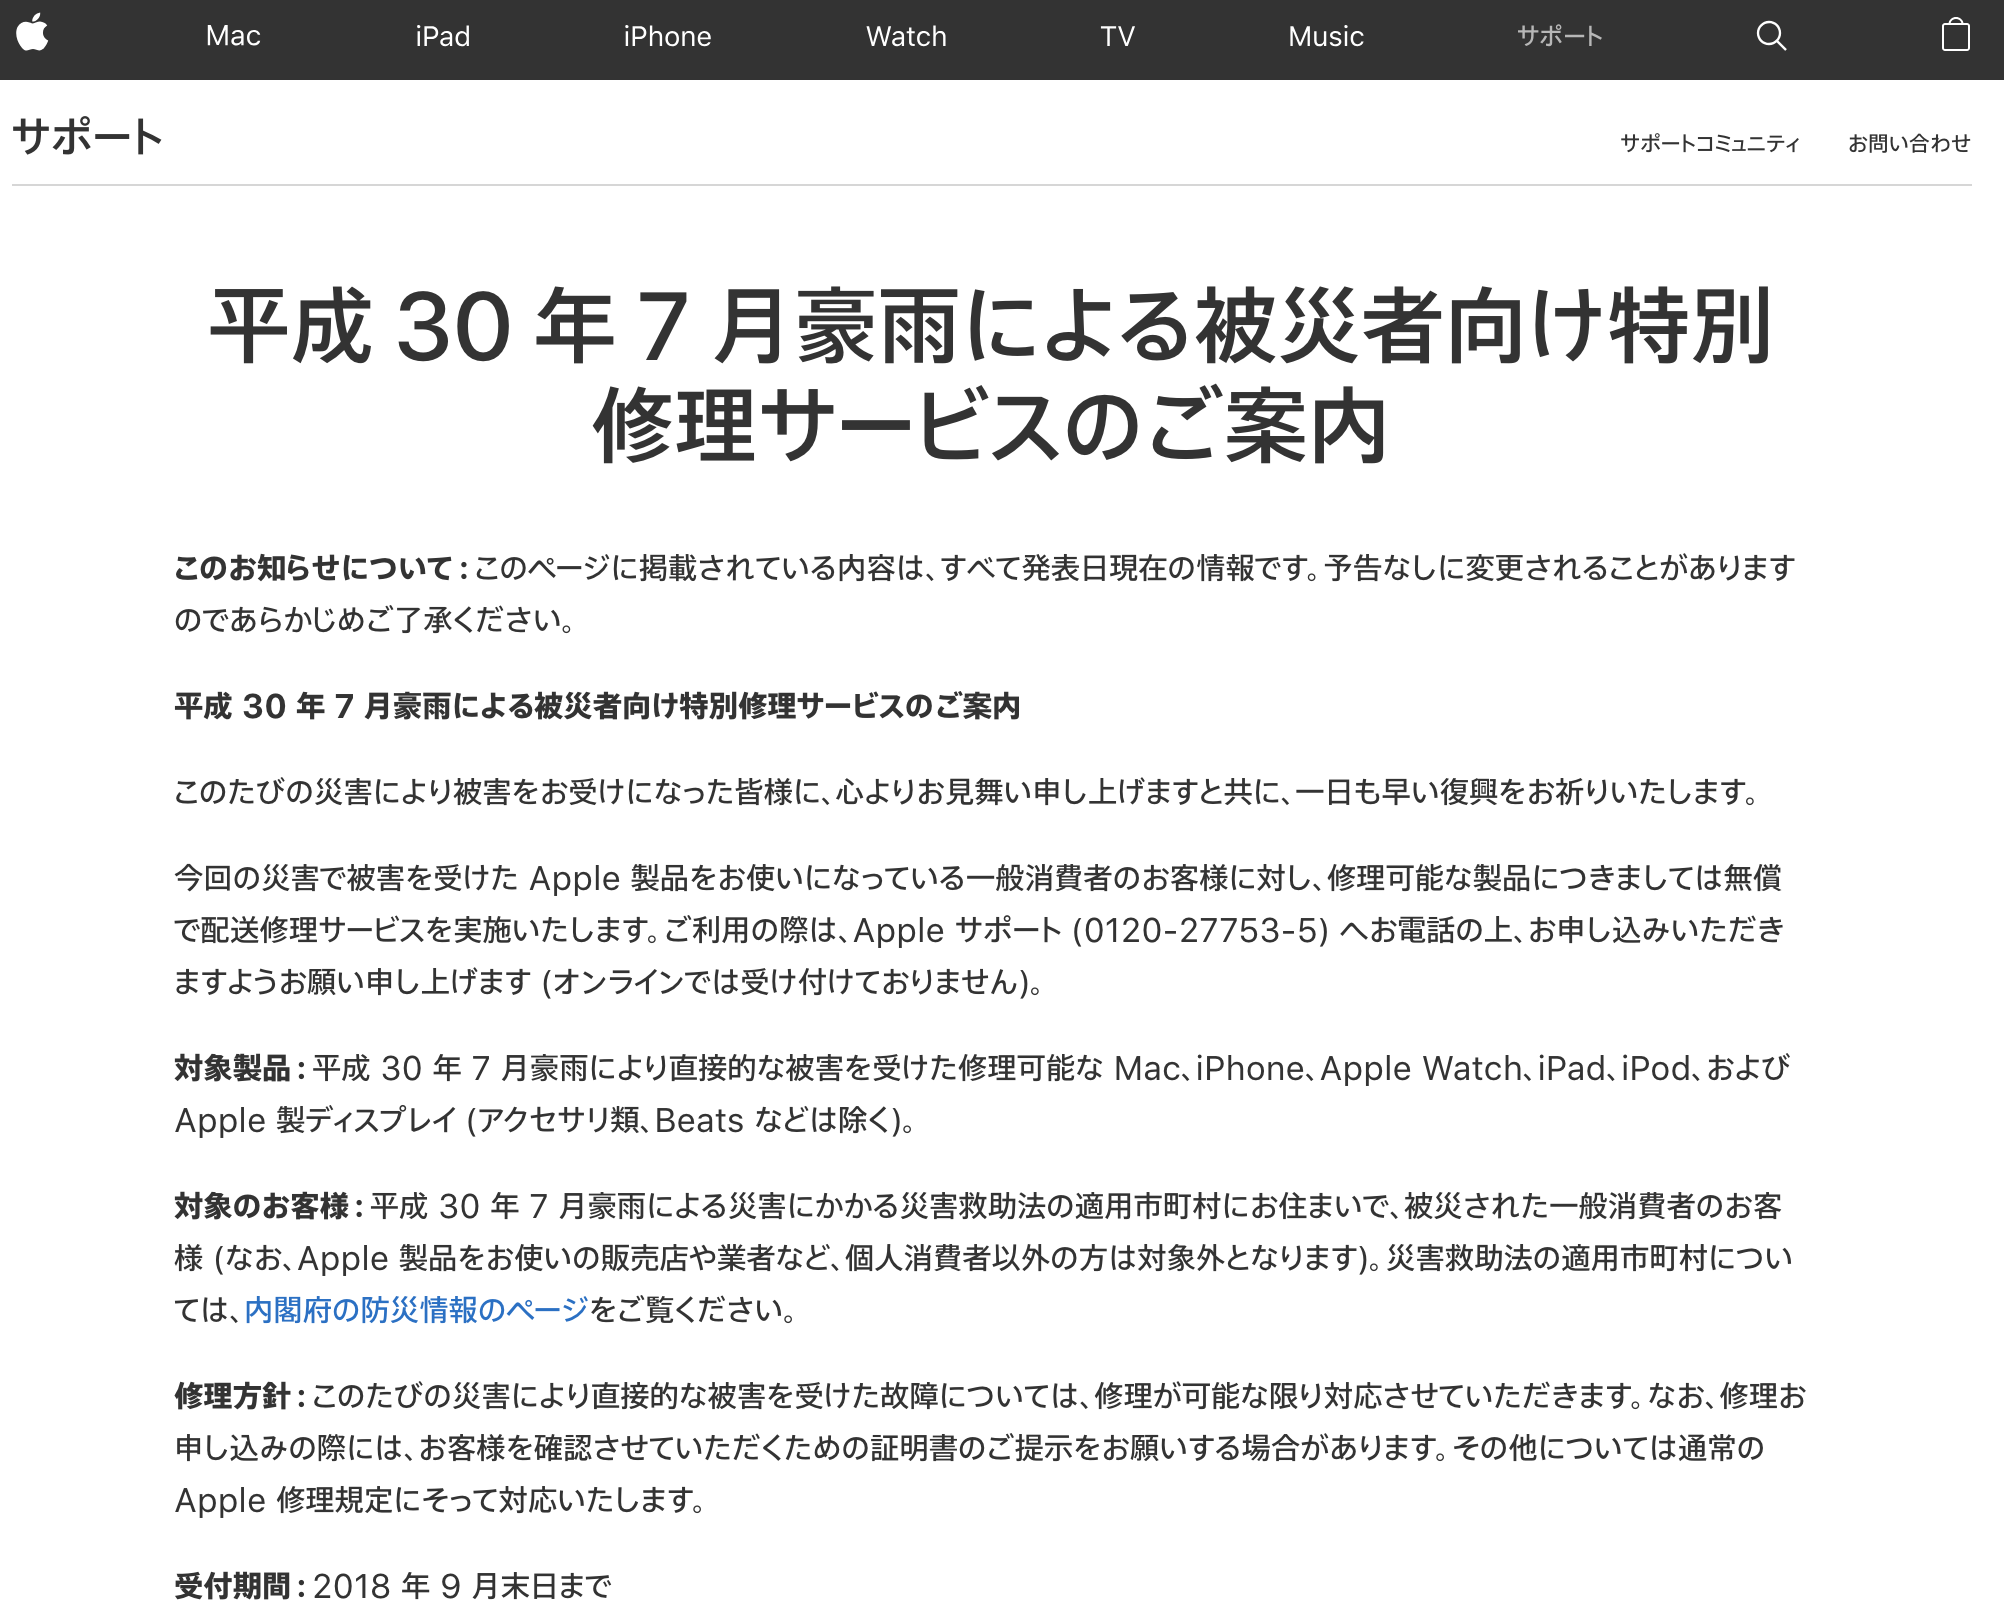 Mac iPad iPhone Watch TV Music サポート
サポート
サポートコミュニティ お問い合わせ
平成 30 年 7 月豪雨による被災者向け特別
修理サービスのご案内
このお知らせについて : このページに掲載されている内容は、すべて発表日現在の情報です。予告なしに変更されることがあります
のであらかじめご了承ください。
平成 30 年 7 月豪雨による被災者向け特別修理サービスのご案内
このたびの災害により被害をお受けになった皆様に、心よりお見舞い申し上げますと共に、一日も早い復興をお祈りいたします。
今回の災害で被害を受けた Apple 製品をお使いになっている一般消費者のお客様に対し、修理可能な製品につきましては無償
で配送修理サービスを実施いたします。ご利用の際は、Apple サポート (0120-27753-5) へお電話の上、お申し込みいただき
ますようお願い申し上げます (オンラインでは受け付けておりません)。
対象製品 : 平成 30 年 7 月豪雨により直接的な被害を受けた修理可能な Mac、iPhone、Apple Watch、iPad、iPod、および
Apple 製ディスプレイ (アクセサリ類、Beats などは除く)。
対象のお客様 : 平成 30 年 7 月豪雨による災害にかかる災害救助法の適用市町村にお住まいで、被災された一般消費者のお客
様 (なお、Apple 製品をお使いの販売店や業者など、個人消費者以外の方は対象外となります)。災害救助法の適用市町村につい
ては、内閣府の防災情報のページをご覧ください。
修理方針 : このたびの災害により直接的な被害を受けた故障については、修理が可能な限り対応させていただきます。なお、修理お
申し込みの際には、お客様を確認させていただくための証明書のご提示をお願いする場合があります。その他については通常の
Apple 修理規定にそって対応いたします。
受付期間 : 2018 年 9 月末日まで